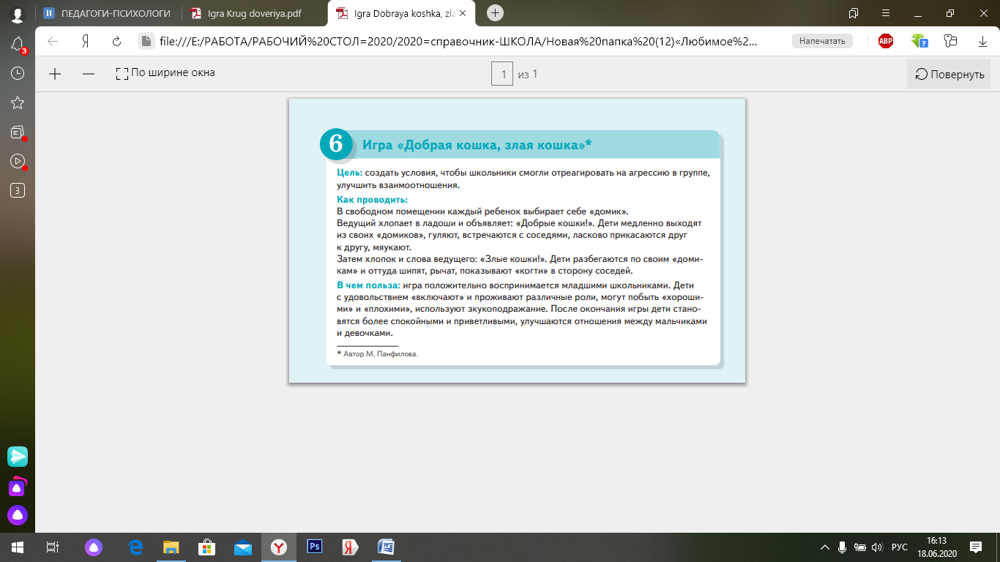 ПЕДАГОГИ-ПСИХОЛОГИ
Igra Krug doveriya.pdf
Igra Dobraya koshka, zla
3
file:///E:/РАБОТА/РАБОЧИЙ%20СТОЛ=2020/2020=справочник-ШКОЛА/Новая%20папка%20(12)«Любимое%2...
Напечатать
ABP
?
По ширине окна
1 из 1
Повернуть
3
6
Игра «Добрая кошка, злая кошка»*
Цель: создать условия, чтобы школьники смогли отреагировать на агрессию в группе,
улучшить взаимоотношения.
Как проводить:
В свободном помещении каждый ребенок выбирает себе «домик».
Ведущий хлопает в ладоши и объявляет: «Добрые кошки!». Дети медленно выходят
из своих «домиков», гуляют, встречаются с соседями, ласково прикасаются друг
к другу, мяукают.
Затем хлопок и слова ведущего: «Злые кошки!». Дети разбегаются по своим «доми-
кам» и оттуда шипят, рычат, показывают «когти» в сторону соседей.
В чем польза: игра положительно воспринимается младшими школьниками. Дети
с удовольствием «включают» и проживают различные роли, могут побыть «хороши-
ми» и «плохими», используют зкукоподражание. После окончания игры дети стано-
вятся более спокойными и приветливыми, улучшаются отношения между мальчиками
и девочками.
* Автор М. Панфилова.
Ps
Я
W
РУС
16:13
18.06.2020